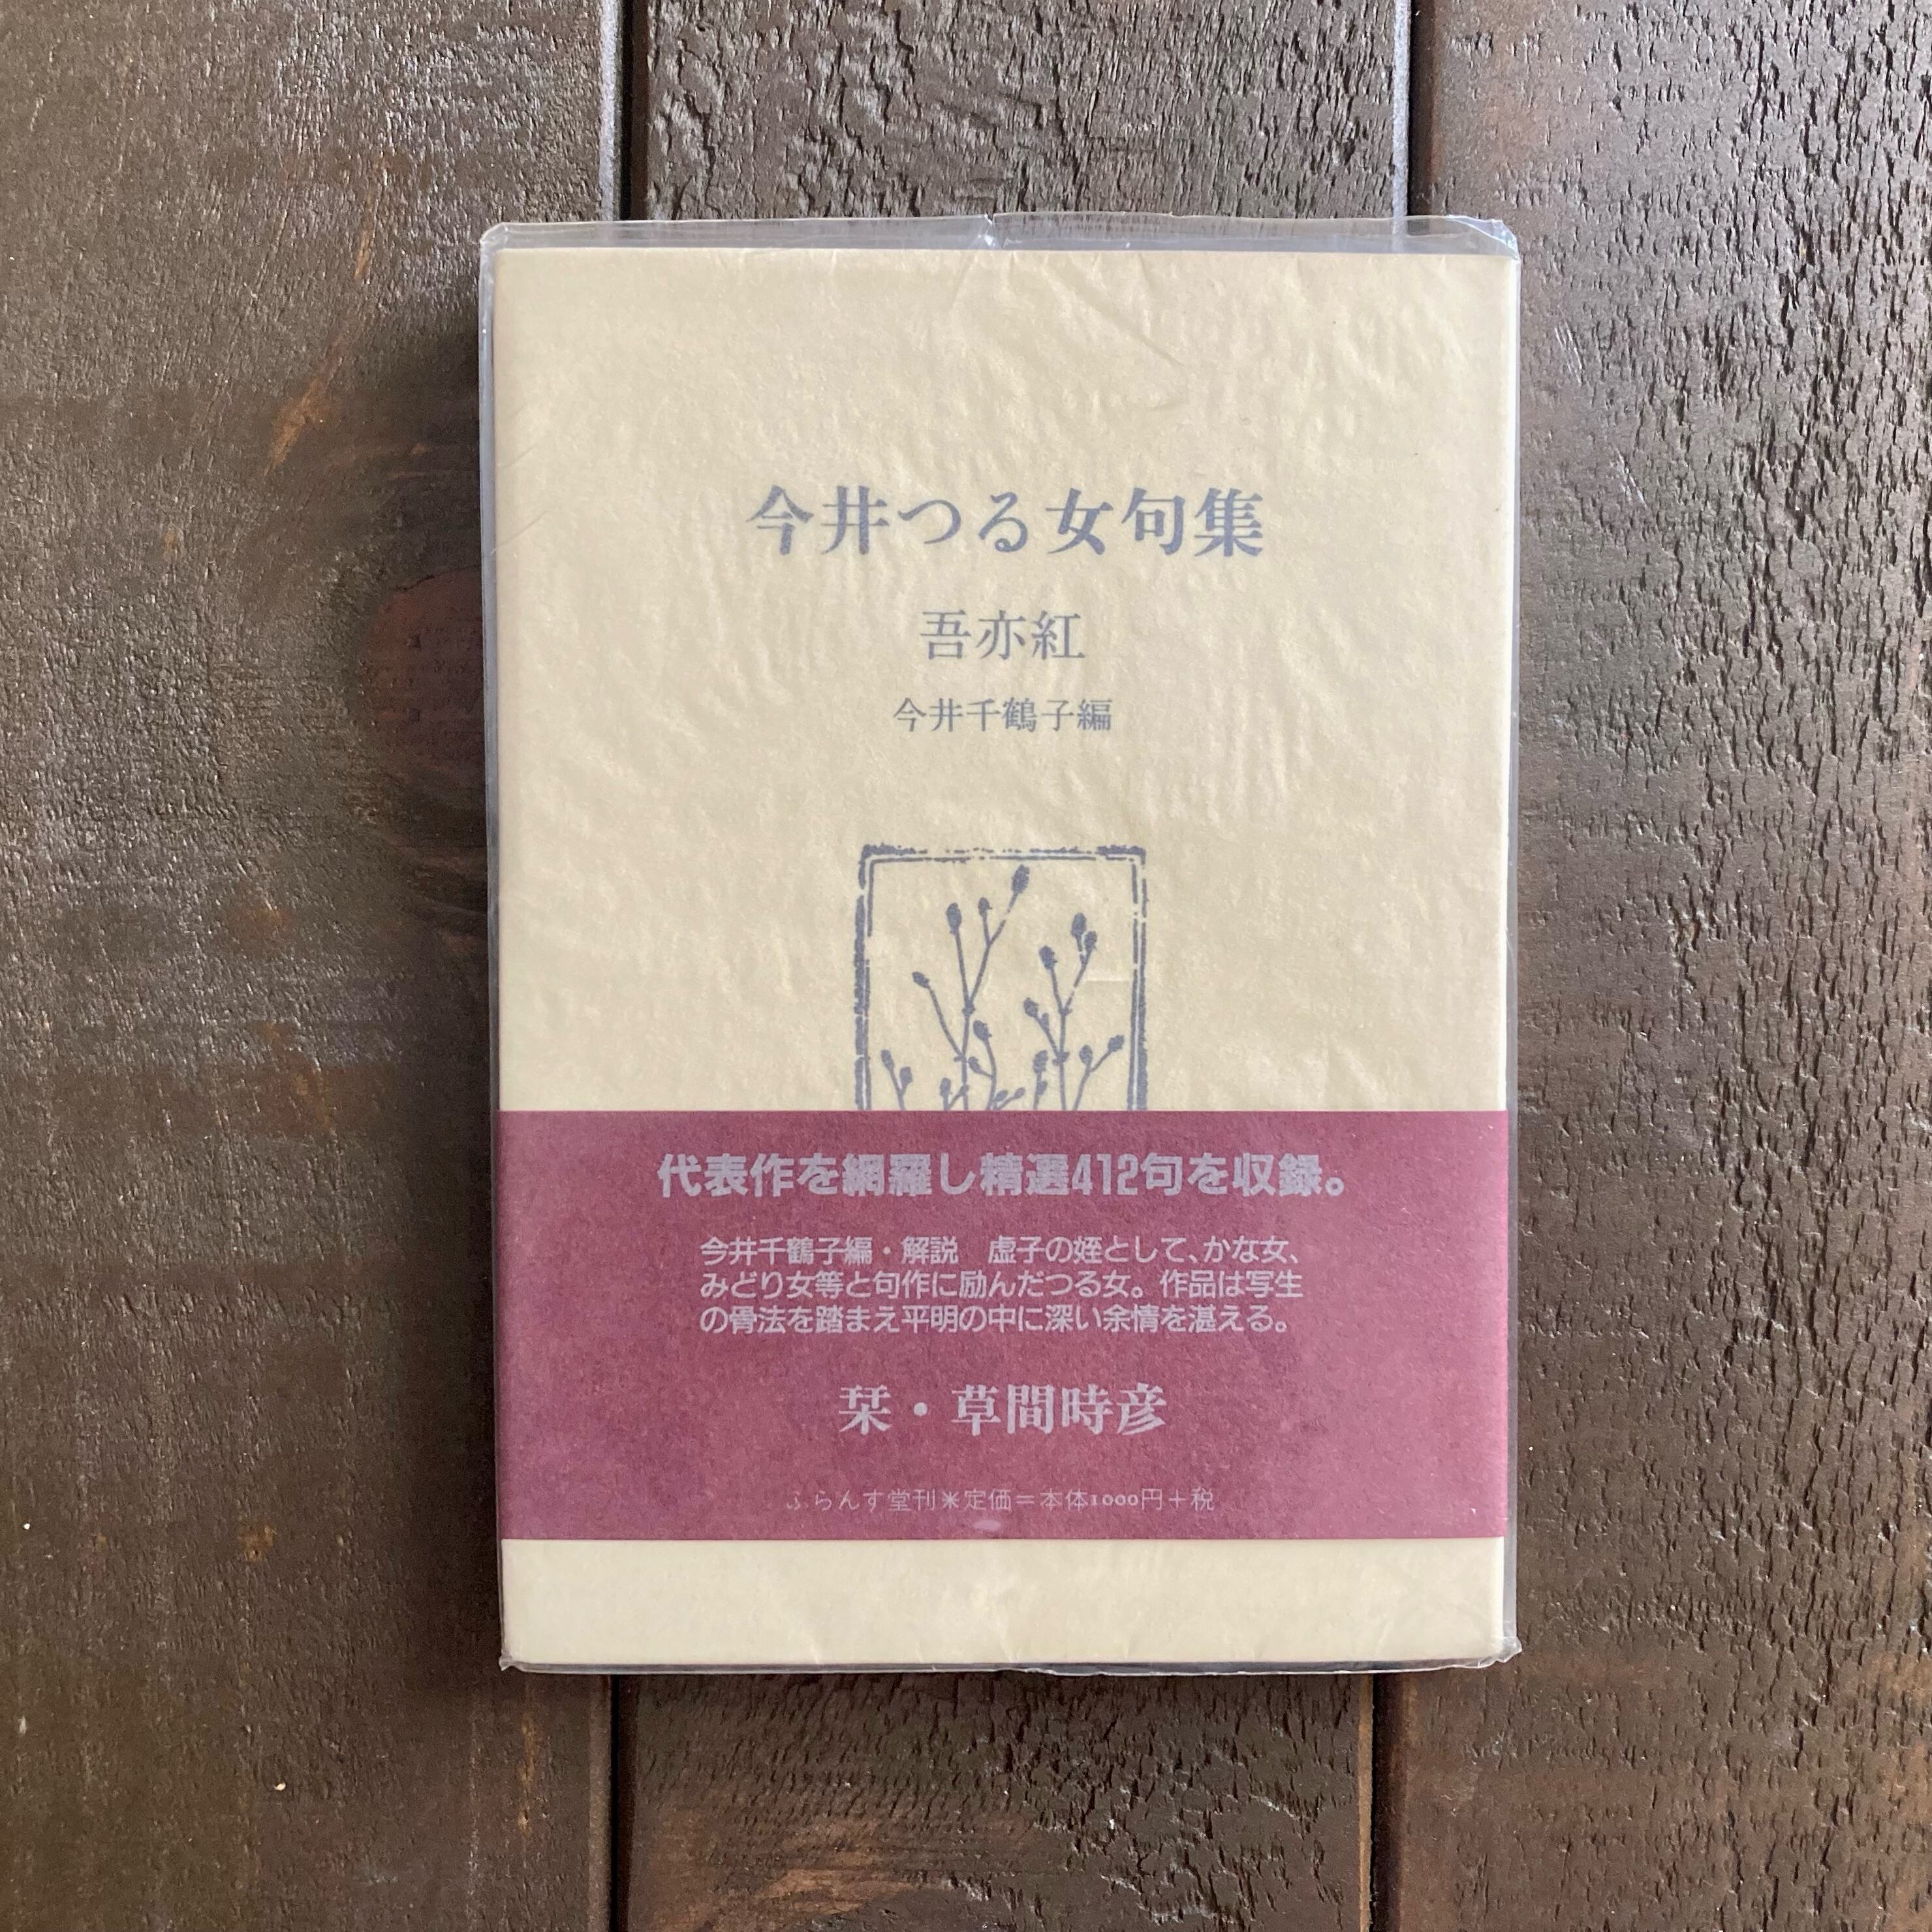 今井つる女句集
吾亦紅
今井千鶴子編
代表作を網羅し精選412句を収録。
今井千鶴子編・解説　虚子の姪として、かな女、
みどり女等と句作に励んだつる女。作品は写生
の骨法を踏まえ平明の中に深い余情を湛える。
栞・草間時彦
ふらんす堂刊＊定価＝本体1000円＋税